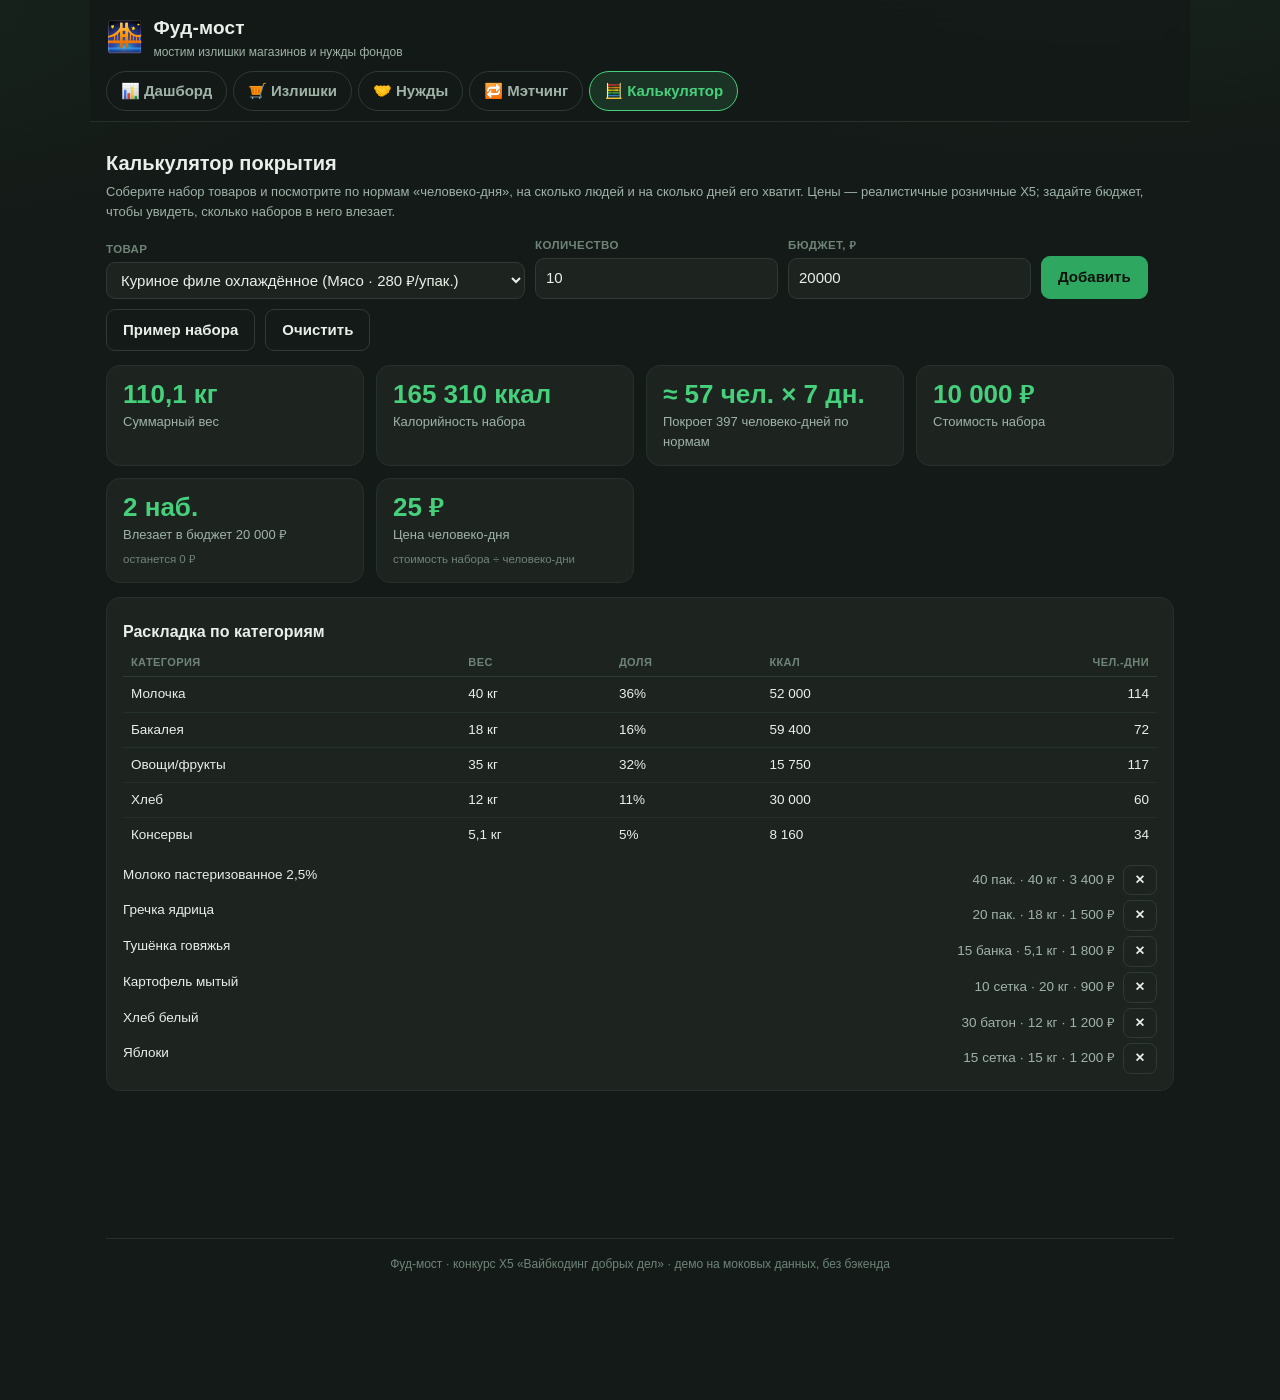 Фуд-мост
мостим излишки магазинов и нужды фондов
Дашборд
Излишки
Нужды
Мэтчинг
Калькулятор
Калькулятор покрытия
Соберите набор товаров и посмотрите по нормам «человеко-дня», на сколько людей и на сколько дней его хватит. Цены — реалистичные розничные X5; задайте бюджет,
чтобы увидеть, сколько наборов в него влезает.
ТОВАР
КОЛИЧЕСТВО
БЮДЖЕТ, ₽
Куриное филе охлаждённое (Мясо · 280 ₽/упак.)
10
20000
Добавить
Пример набора
Очистить
110,1 кг
Суммарный вес
165 310 ккал
Калорийность набора
≈ 57 чел. × 7 дн.
Покроет 397 человеко-дней по
нормам
10 000 ₽
Стоимость набора
2 наб.
Влезает в бюджет 20 000 ₽
останется 0 ₽
25 ₽
Цена человеко-дня
стоимость набора ÷ человеко-дни
Раскладка по категориям
КАТЕГОРИЯ ВЕС ДОЛЯ ККАЛ ЧЕЛ.-ДНИ
Молочка 40 кг 36% 52 000 114
Бакалея 18 кг 16% 59 400 72
Овощи/фрукты 35 кг 32% 15 750 117
Хлеб 12 кг 11% 30 000 60
Консервы 5,1 кг 5% 8 160 34
Молоко пастеризованное 2,5% 40 пак. · 40 кг · 3 400 ₽ ×
Гречка ядрица 20 пак. · 18 кг · 1 500 ₽ ×
Тушёнка говяжья 15 банка · 5,1 кг · 1 800 ₽ ×
Картофель мытый 10 сетка · 20 кг · 900 ₽ ×
Хлеб белый 30 батон · 12 кг · 1 200 ₽ ×
Яблоки 15 сетка · 15 кг · 1 200 ₽ ×
Фуд-мост · конкурс X5 «Вайбкодинг добрых дел» · демо на моковых данных, без бэкенда